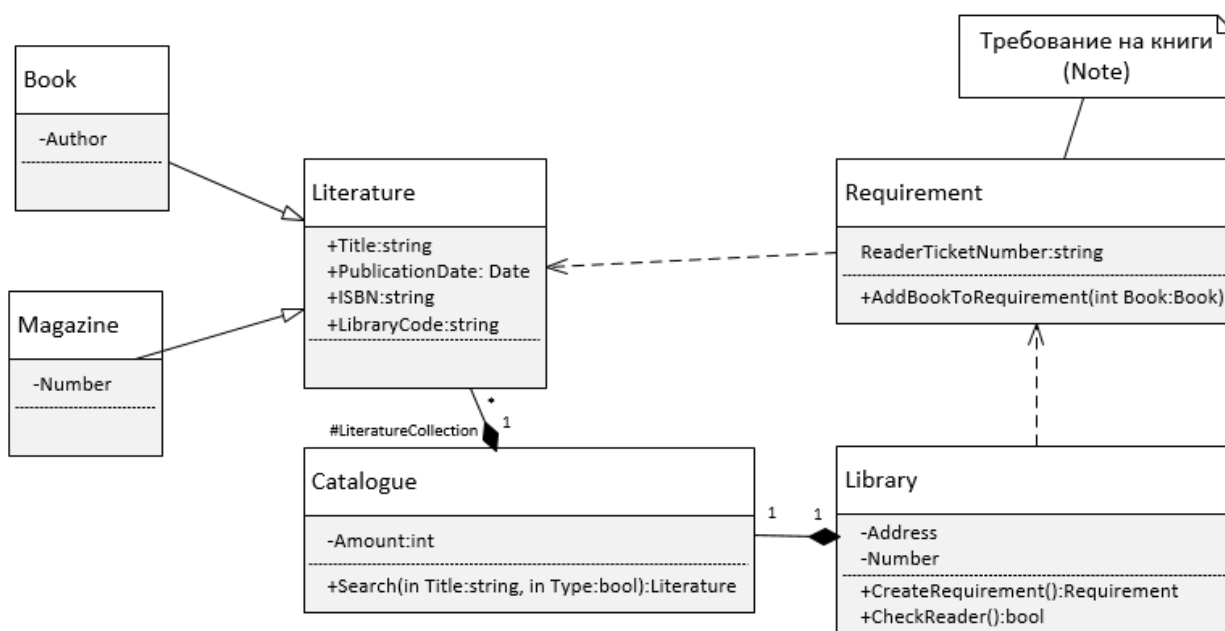 Требование на книги
(Note)
Book
-Author
Literature
+Title:string
+PublicationDate: Date
+ISBN:string
+LibraryCode:string
Requirement
ReaderTicketNumber:string
+AddBookToRequirement(int Book:Book)
Magazine
-Number
*
1
#LiteratureCollection
Catalogue
-Amount:int
+Search(in Title:string, in Type:bool):Literature
1
1
Library
-Address
-Number
+CreateRequirement():Requirement
+CheckReader():bool